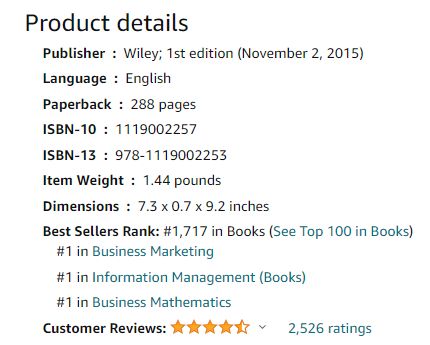 Product details
Publisher : Wiley; 1st edition (November 2, 2015)
Language : English
Paperback : 288 pages
ISBN-10 : 1119002257
ISBN-13 : 978-1119002253
Item Weight : 1.44 pounds
Dimensions : 7.3 x 0.7 x 9.2 inches
Best Sellers Rank: #1,717 in Books (See Top 100 in Books)
#1 in Business Marketing
#1 in Information Management (Books)
#1 in Business Mathematics
Customer Reviews: 2,526 ratings